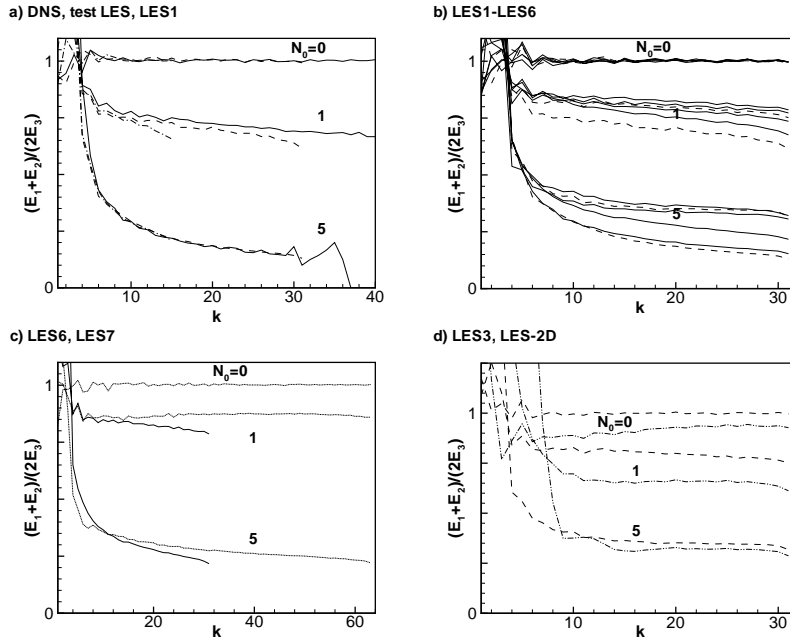 a) DNS, test LES, LES1
N₀=0
1
5
1
0
(E₁+E₂)/(2E₃)
10 20 30 40
k
b) LES1-LES6
N₀=0
1
5
1
0
(E₁+E₂)/(2E₃)
10 20 30
k
c) LES6, LES7
N₀=0
1
5
1
0
(E₁+E₂)/(2E₃)
20 40 60
k
d) LES3, LES-2D
N₀=0
1
5
1
0
(E₁+E₂)/(2E₃)
10 20 30
k